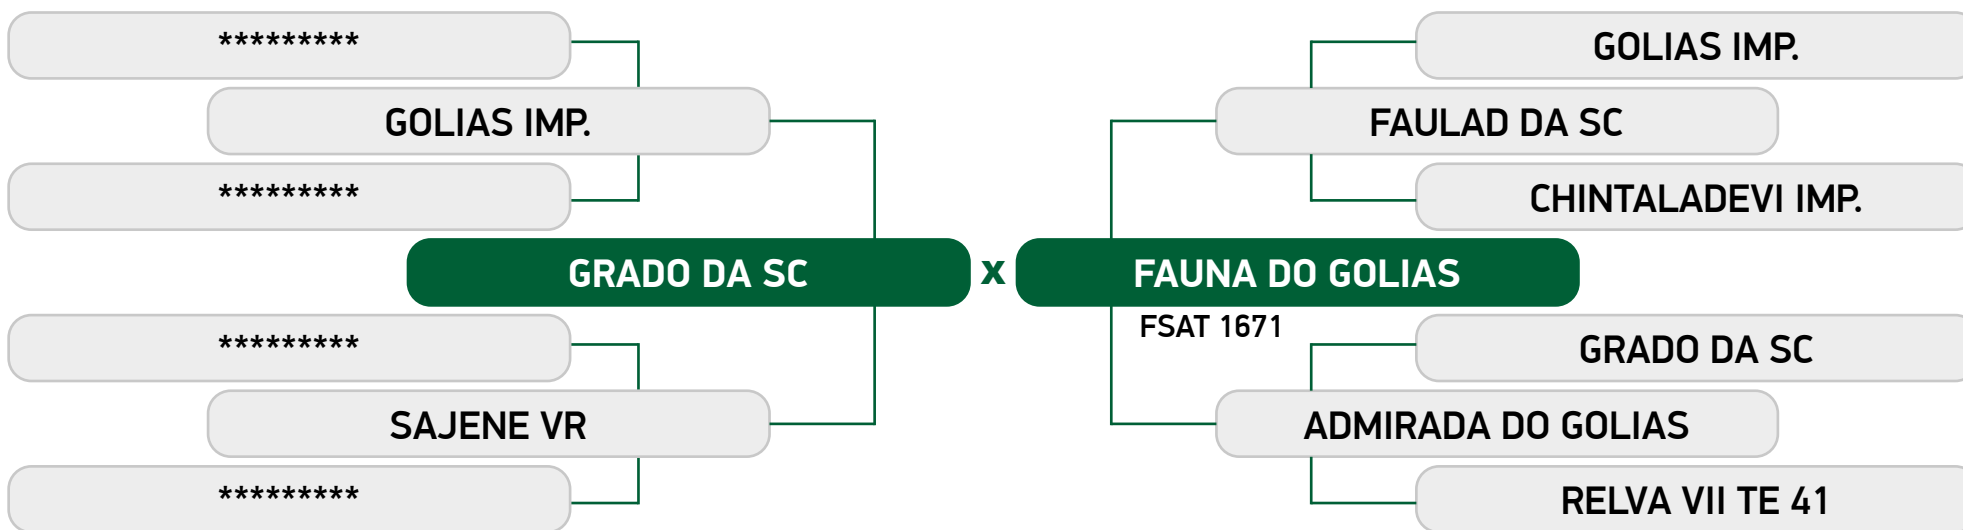 *********
GOLIAS IMP.
*********
GRADO DA SC
*********
SAJENE VR
*********
x
GOLIAS IMP.
FAULAD DA SC
CHINTALADEVI IMP.
FAUNA DO GOLIAS
FSAT 1671
GRADO DA SC
ADMIRADA DO GOLIAS
RELVA VII TE 41